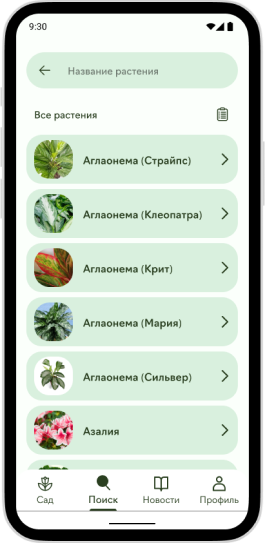 9:30
Название растения
Все растения
Аглаонема (Страйпс)
Аглаонема (Клеопатра)
Аглаонема (Крит)
Аглаонема (Мария)
Аглаонема (Сильвер)
Азалия
Сад
Поиск
Новости
Профиль